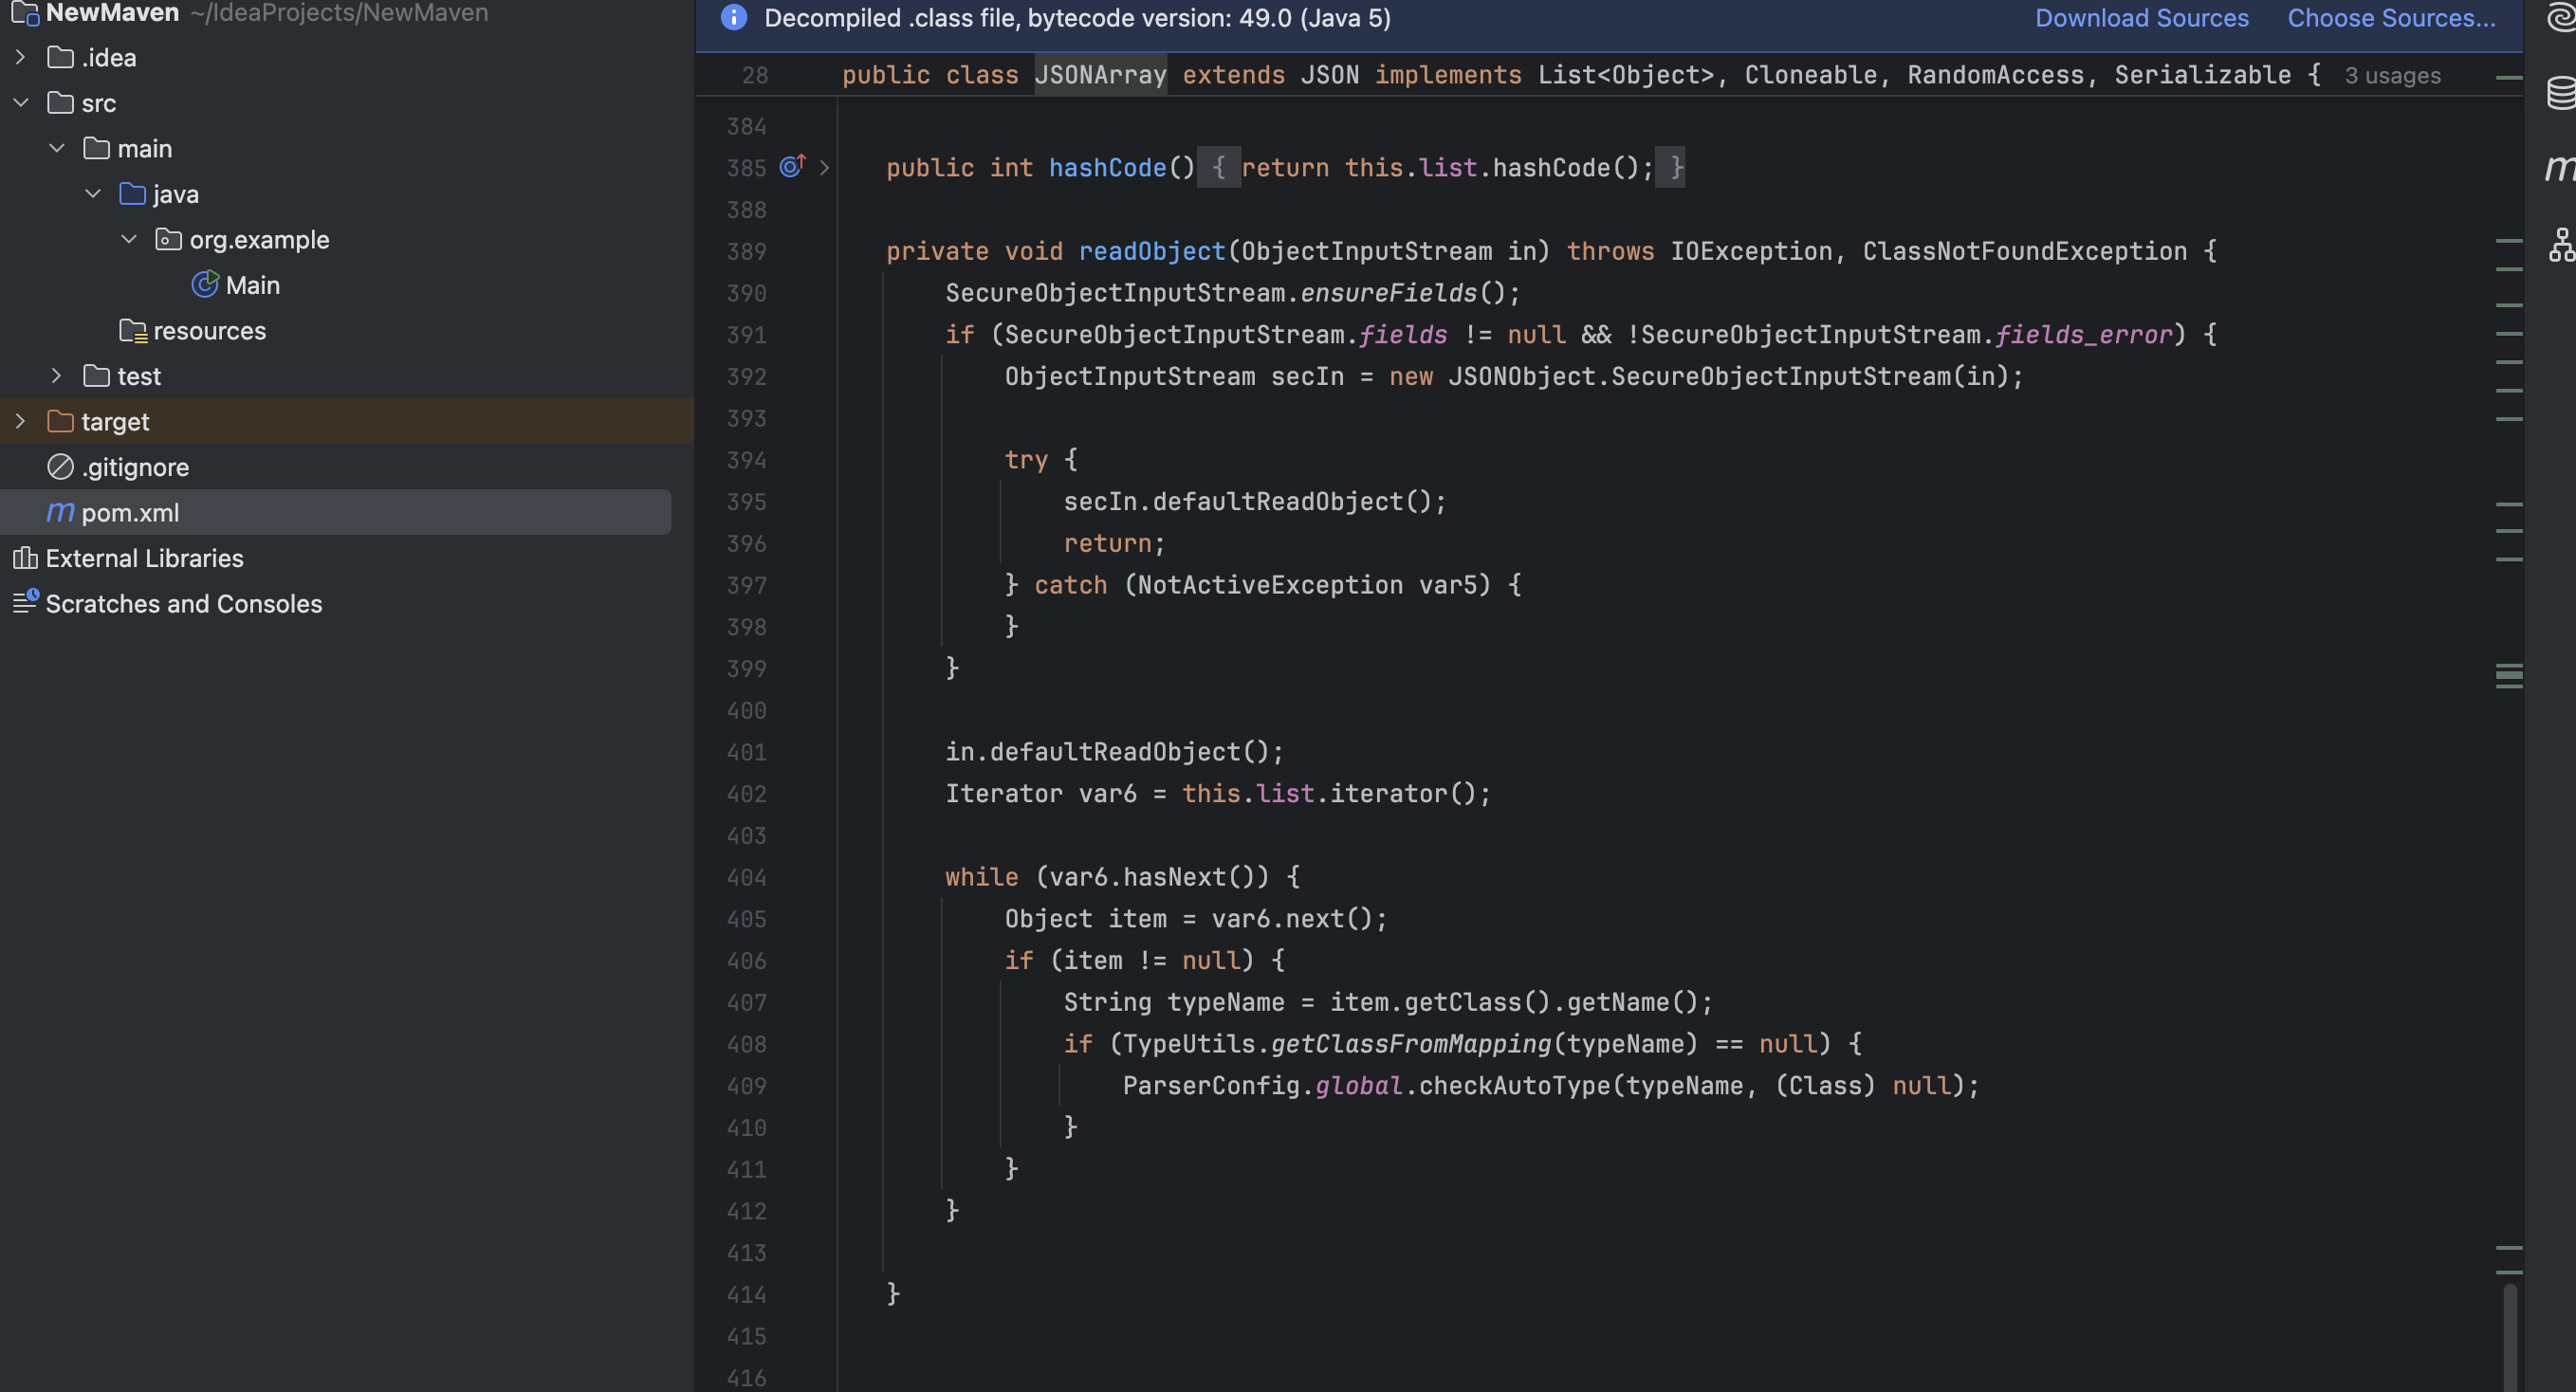 NewMaven ~/IdeaProjects/NewMaven
.idea
src
main
java
org.example
Main
resources
test
target
.gitignore
pom.xml
External Libraries
Scratches and Consoles
Decompiled .class file, bytecode version: 49.0 (Java 5) Download Sources Choose Sources...
28 public class JSONArray extends JSON implements List<Object>, Cloneable, RandomAccess, Serializable { 3 usages
384
385 public int hashCode() { return this.list.hashCode(); }
388
389 private void readObject(ObjectInputStream in) throws IOException, ClassNotFoundException {
390 SecureObjectInputStream.ensureFields();
391 if (SecureObjectInputStream.fields != null && !SecureObjectInputStream.fields_error) {
392 ObjectInputStream secIn = new JSONObject.SecureObjectInputStream(in);
393
394 try {
395 secIn.defaultReadObject();
396 return;
397 } catch (NotActiveException var5) {
398 }
399 }
400
401 in.defaultReadObject();
402 Iterator var6 = this.list.iterator();
403
404 while (var6.hasNext()) {
405 Object item = var6.next();
406 if (item != null) {
407 String typeName = item.getClass().getName();
408 if (TypeUtils.getClassFromMapping(typeName) == null) {
409 ParserConfig.global.checkAutoType(typeName, (Class) null);
410 }
411 }
412 }
413
414 }
415
416